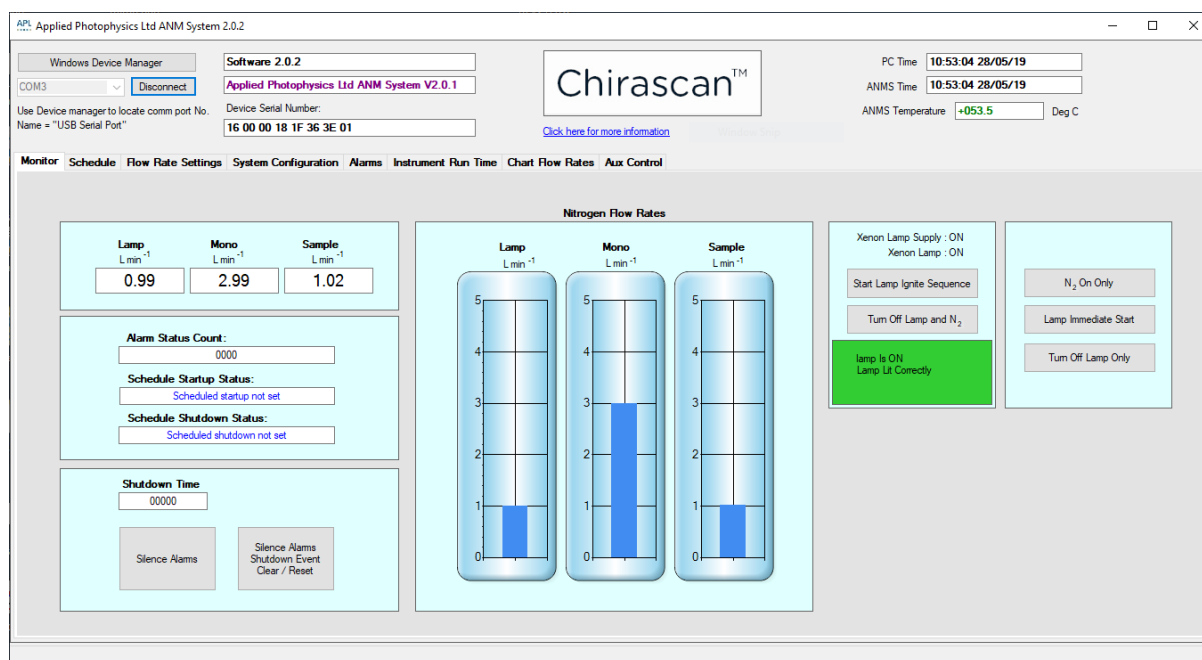 APL Applied Photophysics Ltd ANM System 2.0.2
Windows Device Manager
COM3
Disconnect
Use Device manager to locate comm port No.
Name = "USB Serial Port"
Software 2.0.2
Applied Photophysics Ltd ANM System V2.0.1
Device Serial Number:
16 00 00 18 1F 36 3E 01
Chirascan™
Click here for more information
PC Time 10:53:04 28/05/19
ANMS Time 10:53:04 28/05/19
ANMS Temperature +053.5 Deg C
Monitor Schedule Flow Rate Settings System Configuration Alarms Instrument Run Time Chart Flow Rates Aux Control
Lamp Mono Sample
L min -1 L min -1 L min -1
0.99 2.99 1.02
Alarm Status Count:
0000
Schedule Startup Status:
Scheduled startup not set
Schedule Shutdown Status:
Scheduled shutdown not set
Shutdown Time
00000
Silence Alarms
Silence Alarms
Shutdown Event
Clear / Reset
Nitrogen Flow Rates
Lamp Mono Sample
L min -1 L min -1 L min -1
5 5 5
4 4 4
3 3 3
2 2 2
1 1 1
0 0 0
Xenon Lamp Supply : ON
Xenon Lamp : ON
Start Lamp Ignite Sequence
Turn Off Lamp and N2
lamp Is ON
Lamp Lit Correctly
N2 On Only
Lamp Immediate Start
Turn Off Lamp Only